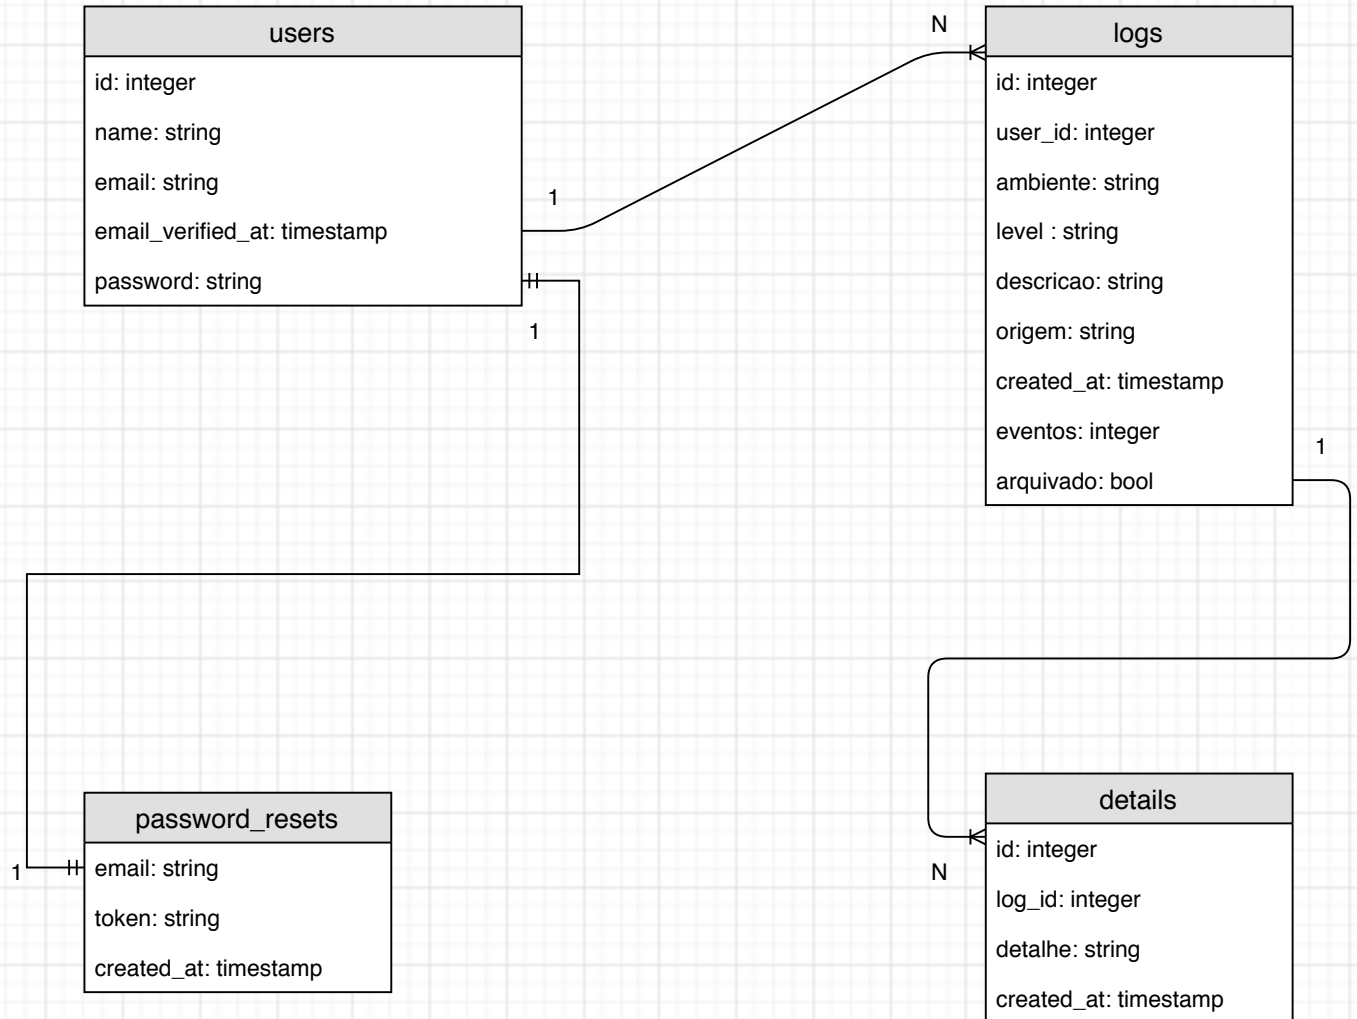 users
id: integer
name: string
email: string
email_verified_at: timestamp
password: string
1
1
N
logs
id: integer
user_id: integer
ambiente: string
level : string
descricao: string
origem: string
created_at: timestamp
eventos: integer
arquivado: bool
1
password_resets
email: string
token: string
created_at: timestamp
1
details
id: integer
log_id: integer
detalhe: string
created_at: timestamp
N